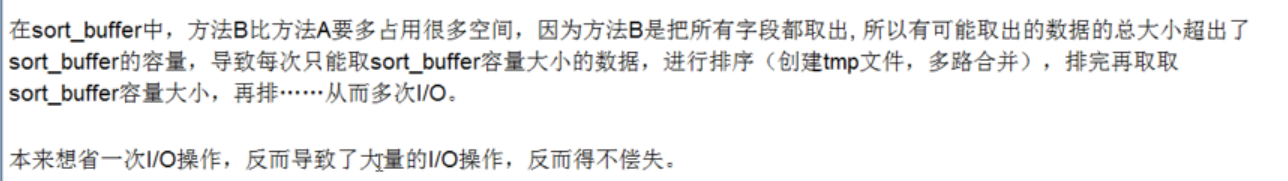 在sort_buffer中，方法B比方法A要多占用很多空间，因为方法B是把所有字段都取出, 所以有可能取出的数据的总大小超出了
sort_buffer的容量，导致每次只能取sort_buffer容量大小的数据，进行排序（创建tmp文件，多路合并），排完再取取
sort_buffer容量大小，再排……从而多次I/O。
本来想省一次I/O操作，反而导致了大量的I/O操作，反而得不偿失。